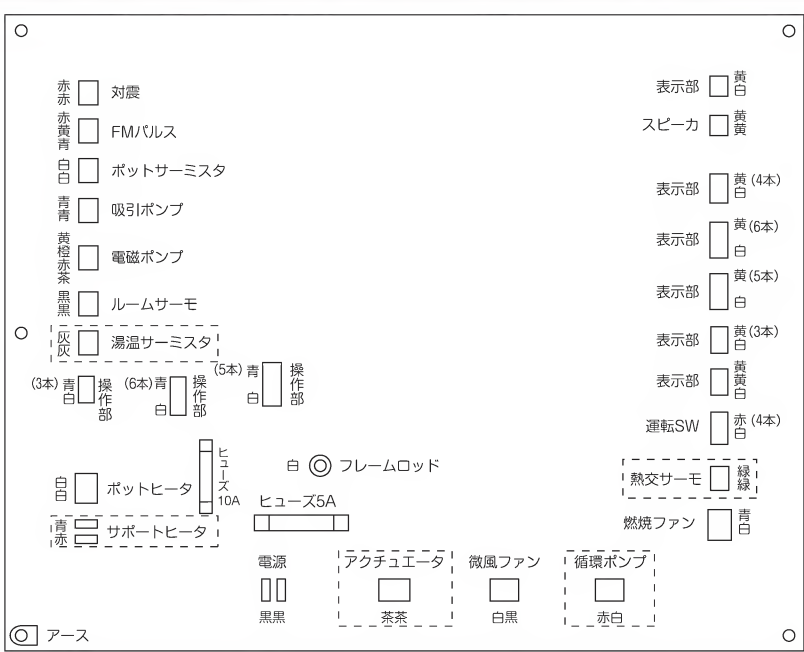 赤赤 対震
赤黄青 FMパルス
白白 ポットサーミスタ
青青 吸引ポンプ
黄橙赤茶 電磁ポンプ
黒黒 ルームサーモ
灰灰 湯温サーミスタ
(3本) 青白 操作部
(6本) 青白 操作部
(5本) 青白 操作部
白白 ポットヒータ
ヒューズ10A
青赤 サポートヒータ
白 フレームロッド
ヒューズ5A
表示部 黄白
スピーカ 黄黄
表示部 黄(4本)白
表示部 黄(6本)白
表示部 黄(5本)白
表示部 黄(3本)白
表示部 黄黄白
運転SW 赤白(4本)
熱交サーモ 緑緑
燃焼ファン 青白
電源
黒黒
アクチュエータ
茶茶
微風ファン
白黒
循環ポンプ
赤白
アース